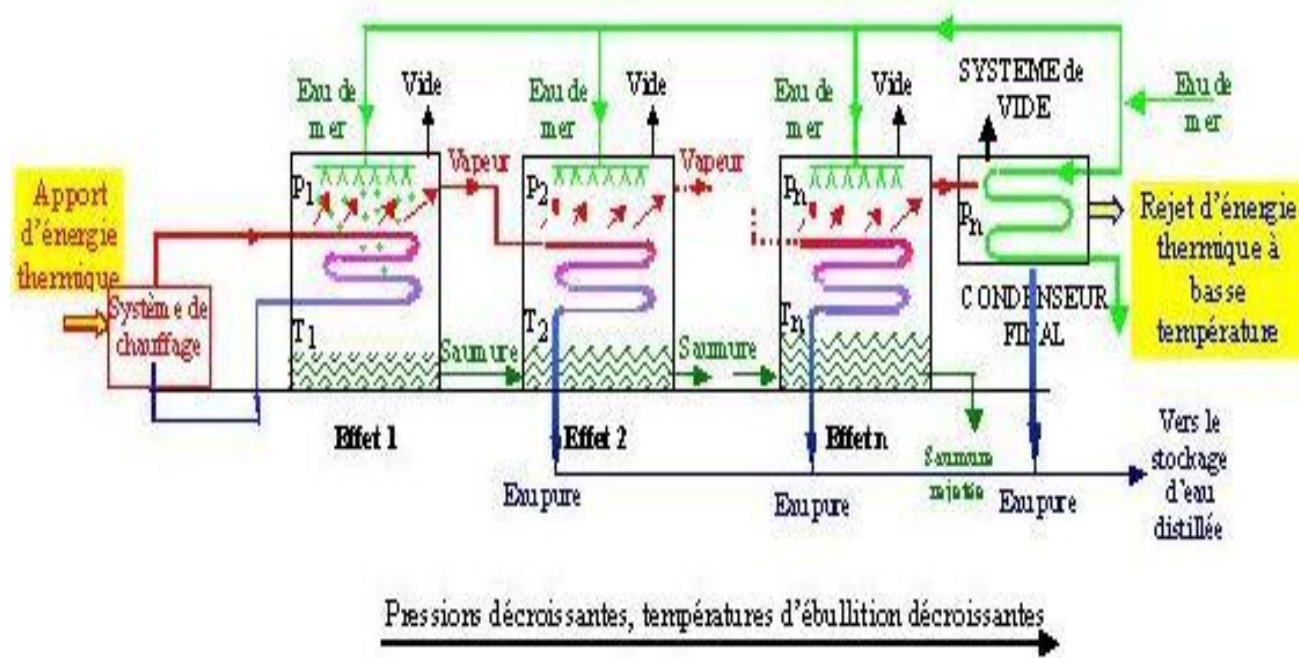 SYSTEME de
VIDE
Eau de
mer
Eau de
mer
Vide
Eau de
mer
Vide
Eau de
mer
Vide
Apport
d'énergie
thermique
Système de
chauffage
P1
T1
Vapeur
P2
T2
Vapeur
Pn
Tn
Pn
Rejet d'énergie
thermique à
basse
température
CONDENSEUR
FINAL
Saumure
Saumure
Effet 1
Effet 2
Effet n
Saumure
rejetée
Eau pure
Eau pure
Eau pure
Vers le
stockage
d'eau
distillée
Pressions décroissantes, températures d'ébullition décroissantes